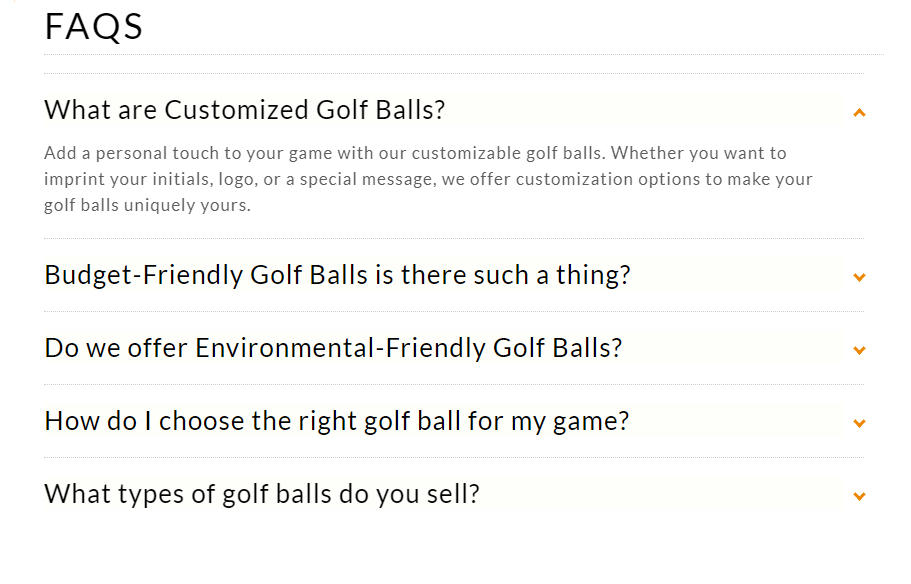 FAQS
What are Customized Golf Balls?
Add a personal touch to your game with our customizable golf balls. Whether you want to
imprint your initials, logo, or a special message, we offer customization options to make your
golf balls uniquely yours.
Budget-Friendly Golf Balls is there such a thing?
Do we offer Environmental-Friendly Golf Balls?
How do I choose the right golf ball for my game?
What types of golf balls do you sell?